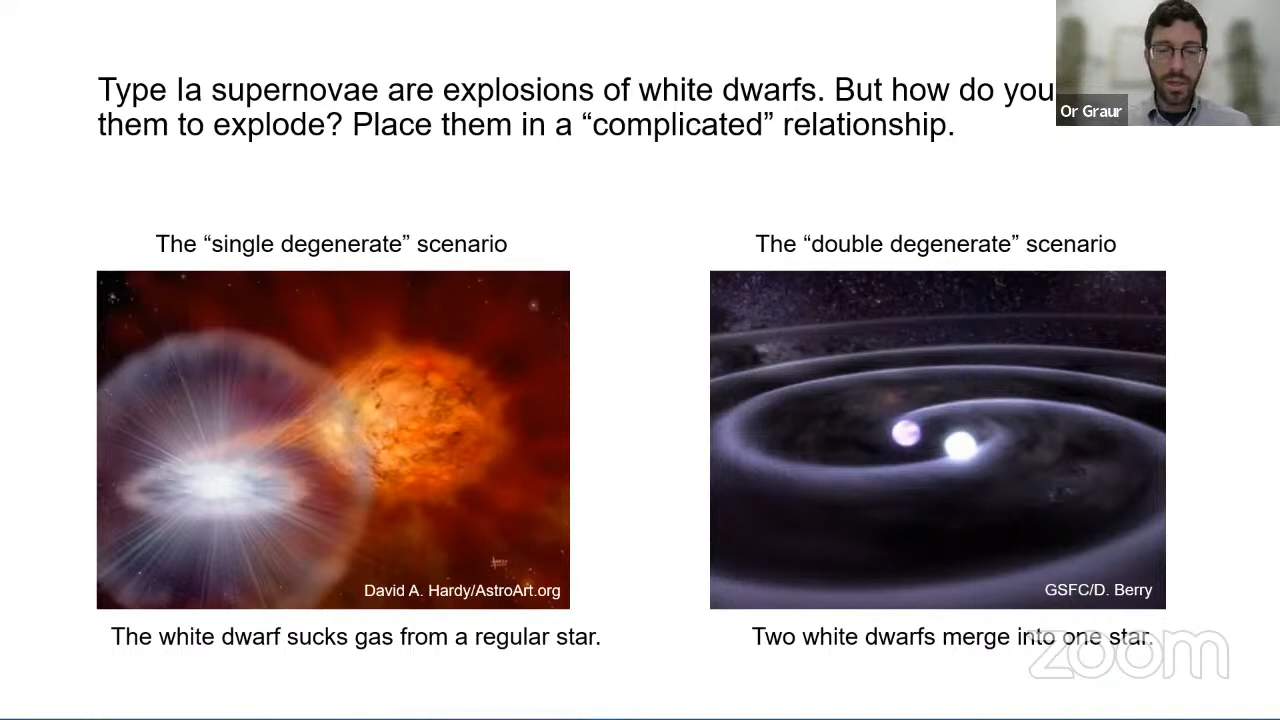 Type Ia supernovae are explosions of white dwarfs. But how do you
them to explode? Place them in a “complicated” relationship.
Or Graur
The “single degenerate” scenario
The “double degenerate” scenario
David A. Hardy/AstroArt.org
GSFC/D. Berry
The white dwarf sucks gas from a regular star.
Two white dwarfs merge into one star.
zoom